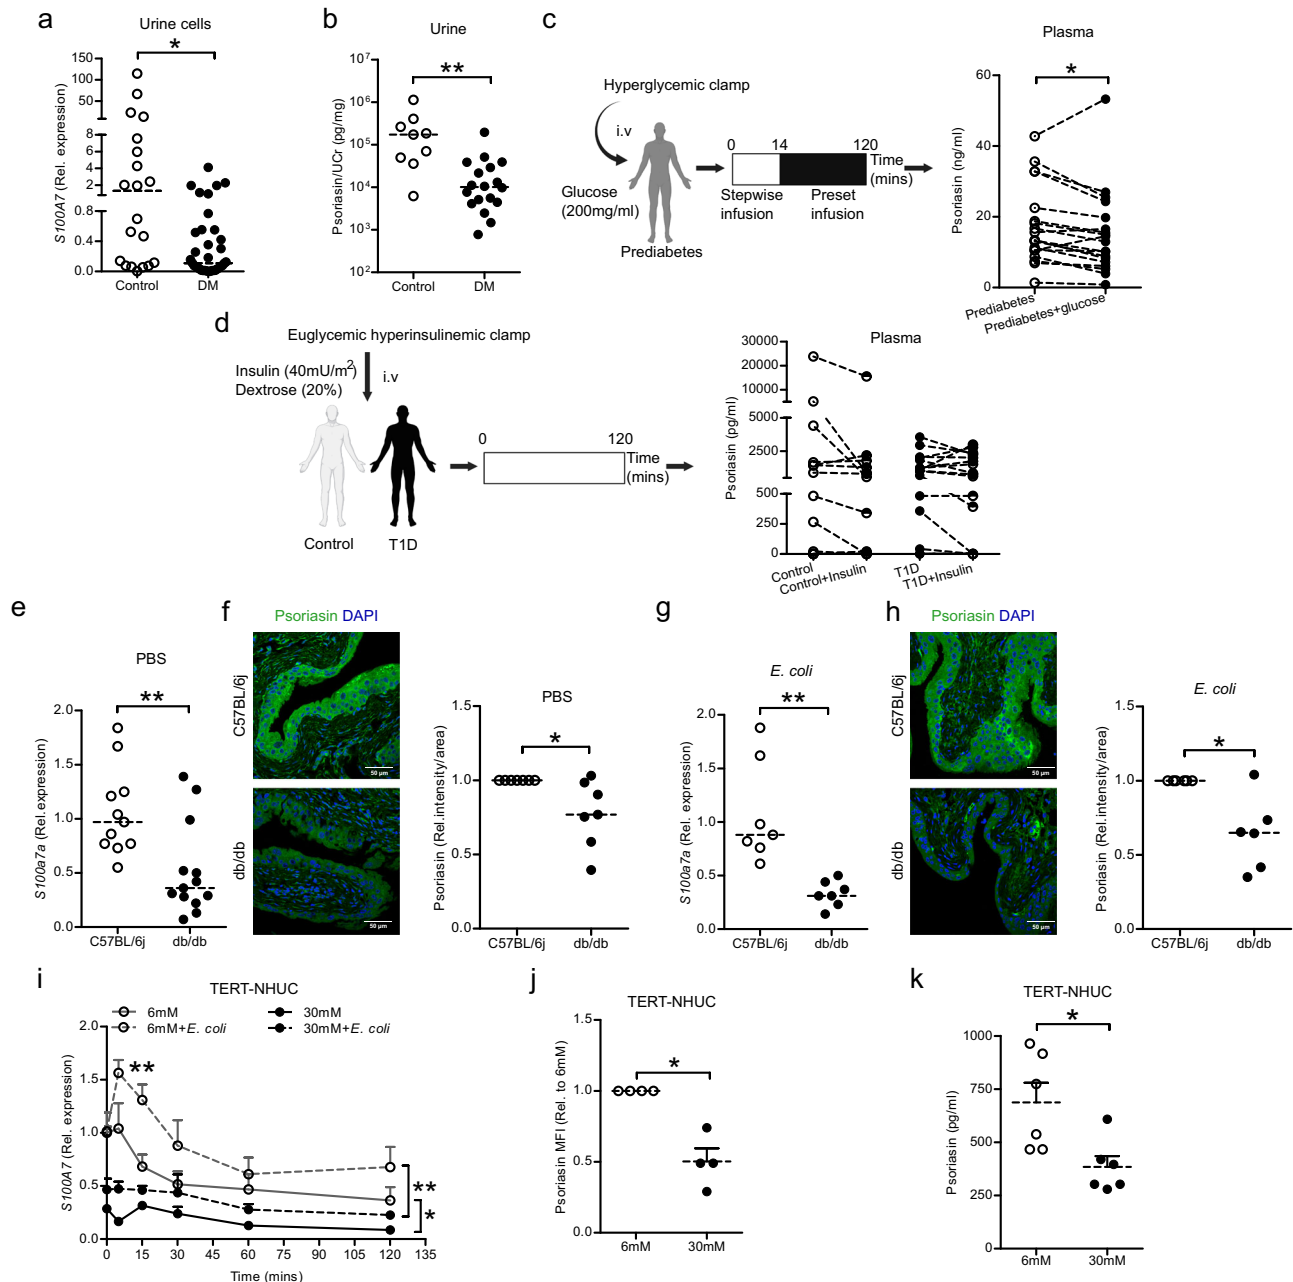 a
Urine cells
*
S100A7 (Rel. expression)
150
100
50
8
6
4
2
0.8
0.4
0.0
Control
DM
b
Urine
**
Psoriasin/UCr (pg/mg)
10^7
10^6
10^5
10^4
10^3
10^2
Control
DM
c
Hyperglycemic clamp
i.v
Glucose
(200mg/ml)
Prediabetes
0
14
120
Time
(mins)
Stepwise
infusion
Preset
infusion
Plasma
*
Psoriasin (ng/ml)
60
40
20
0
Prediabetes
Prediabetes+glucose
d
Euglycemic hyperinsulinemic clamp
Insulin (40mU/m^2)
Dextrose (20%)
i.v
Control
T1D
0
120
Time
(mins)
Plasma
Psoriasin (pg/ml)
30000
20000
10000
5000
2500
500
250
0
Control
Control+Insulin
T1D
T1D+Insulin
e
PBS
**
S100a7a (Rel.expression)
2.0
1.5
1.0
0.5
0.0
C57BL/6j
db/db
f
Psoriasin DAPI
C57BL/6j
50 µm
db/db
50 µm
PBS
*
Psoriasin (Rel.intensity/area)
1.5
1.0
0.5
0.0
C57BL/6j
db/db
g
E. coli
**
S100a7a (Rel. expression)
2.0
1.5
1.0
0.5
0.0
C57BL/6j
db/db
h
Psoriasin DAPI
C57BL/6j
50 µm
db/db
50 µm
E. coli
*
Psoriasin (Rel.intensity/area)
1.5
1.0
0.5
0.0
C57BL/6j
db/db
i
TERT-NHUC
6mM
30mM
6mM+E. coli
30mM+E. coli
**
**
*
S100A7 (Rel. expression)
2.0
1.5
1.0
0.5
0.0
0 15 30 45 60 75 90 105 120 135
Time (mins)
j
TERT-NHUC
*
Psoriasin MFI (Rel. to 6mM)
1.5
1.0
0.5
0.0
6mM
30mM
k
TERT-NHUC
*
Psoriasin (pg/ml)
1000
750
500
250
0
6mM
30mM